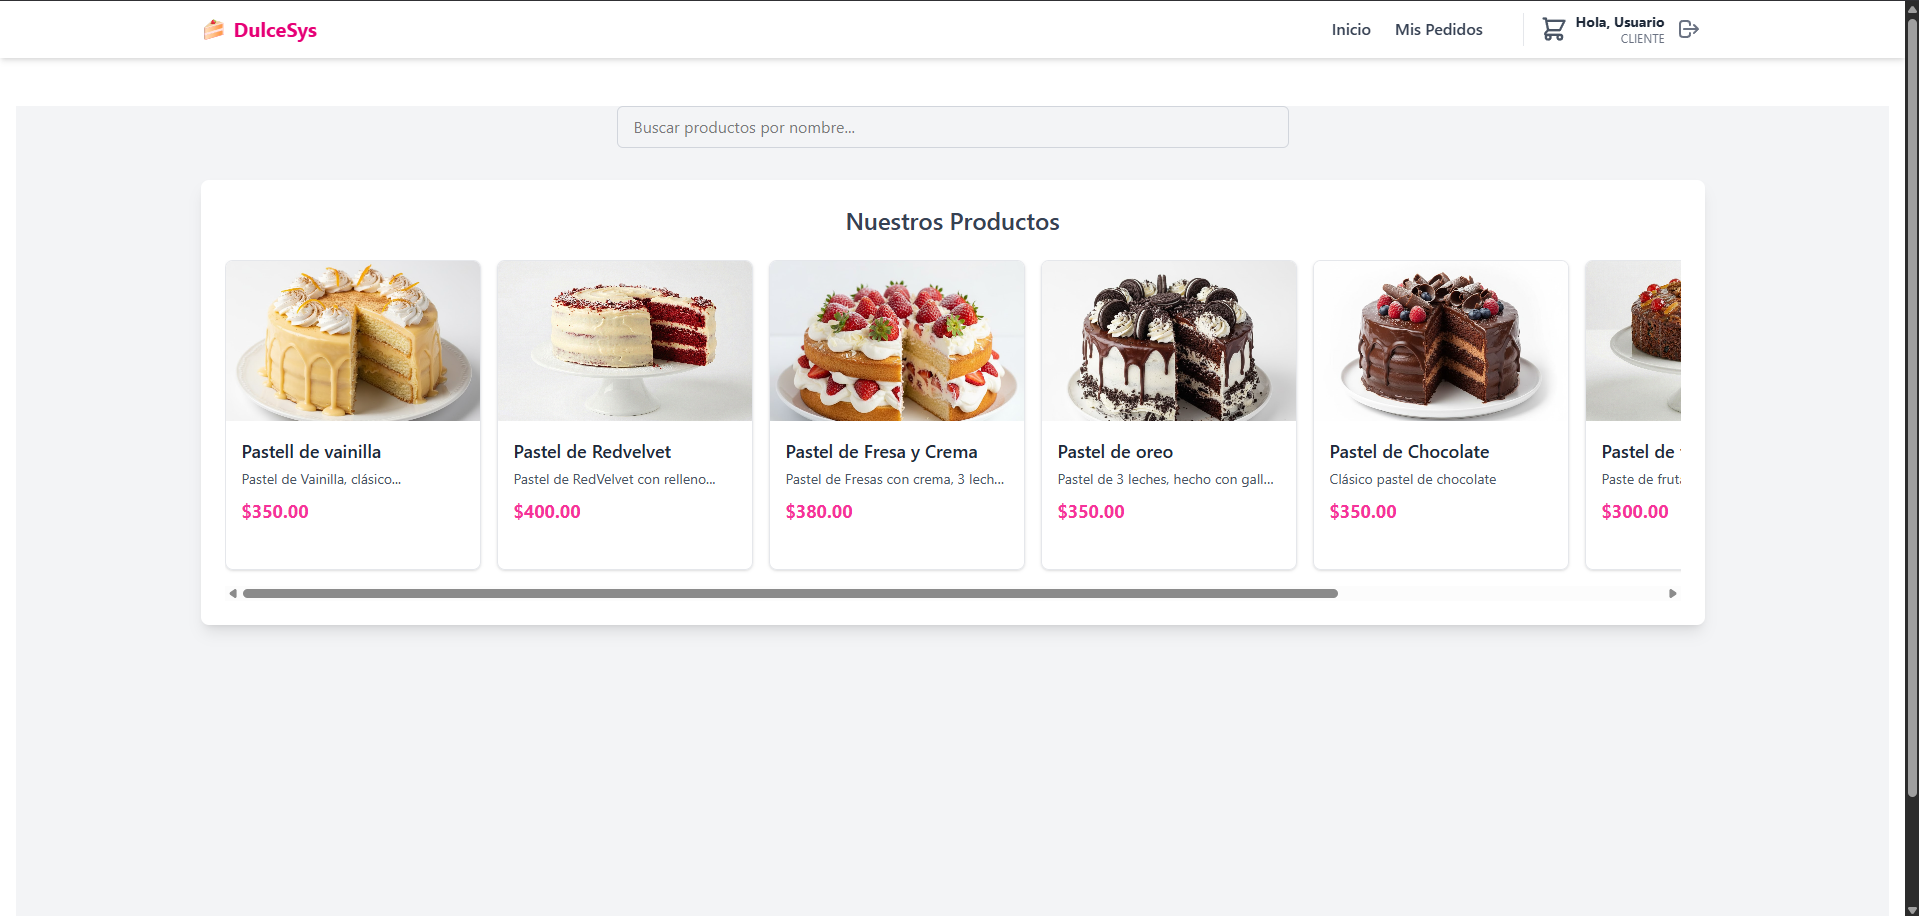 DulceSys
Inicio
Mis Pedidos
Hola, Usuario
CLIENTE
Buscar productos por nombre...
Nuestros Productos
Pastell de vainilla
Pastel de Vainilla, clásico...
$350.00
Pastel de Redvelvet
Pastel de RedVelvet con relleno...
$400.00
Pastel de Fresa y Crema
Pastel de Fresas con crema, 3 lech...
$380.00
Pastel de oreo
Pastel de 3 leches, hecho con gall...
$350.00
Pastel de Chocolate
Clásico pastel de chocolate
$350.00
Pastel de
Paste de
$300.00